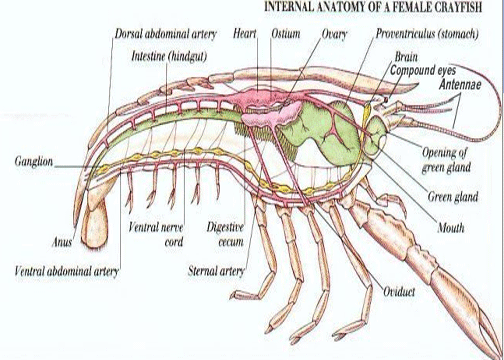 INTERNAL ANATOMY OF A FEMALE CRAYFISH
Dorsal abdominal artery
Heart
Ostium
Ovary
Proventriculus (stomach)
Intestine (hindgut)
Brain
Compound eyes
Antennae
Ganglion
Opening of
green gland
Green gland
Mouth
Anus
Ventral nerve
cord
Digestive
cecum
Ventral abdominal artery
Sternal artery
Oviduct